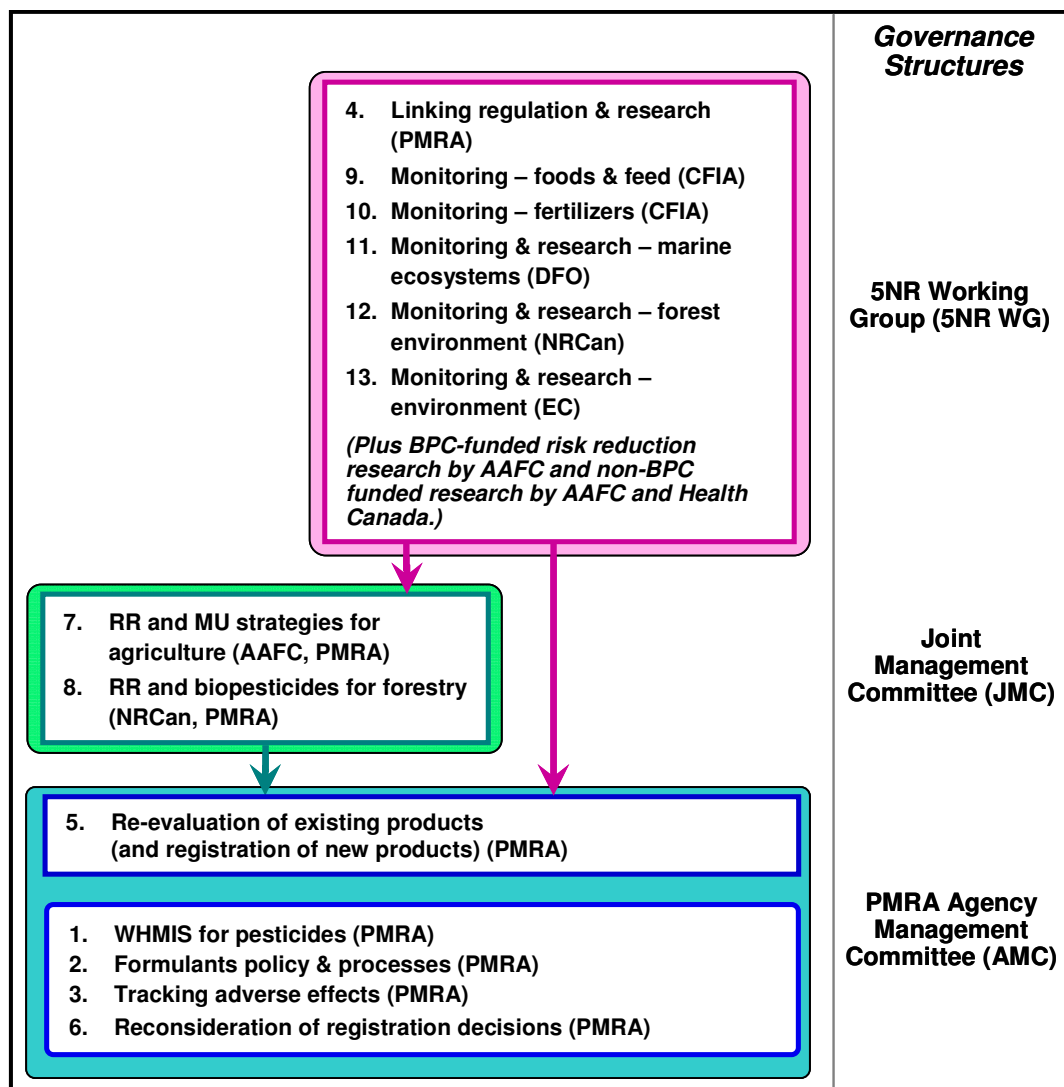 Governance
Structures
4. Linking regulation & research
(PMRA)
9. Monitoring – foods & feed (CFIA)
10. Monitoring – fertilizers (CFIA)
11. Monitoring & research – marine
ecosystems (DFO)
12. Monitoring & research – forest
environment (NRCan)
13. Monitoring & research –
environment (EC)
(Plus BPC-funded risk reduction
research by AAFC and non-BPC
funded research by AAFC and Health
Canada.)
5NR Working
Group (5NR WG)
7. RR and MU strategies for
agriculture (AAFC, PMRA)
8. RR and biopesticides for forestry
(NRCan, PMRA)
Joint
Management
Committee (JMC)
5. Re-evaluation of existing products
(and registration of new products) (PMRA)
1. WHMIS for pesticides (PMRA)
2. Formulants policy & processes (PMRA)
3. Tracking adverse effects (PMRA)
6. Reconsideration of registration decisions (PMRA)
PMRA Agency
Management
Committee (AMC)